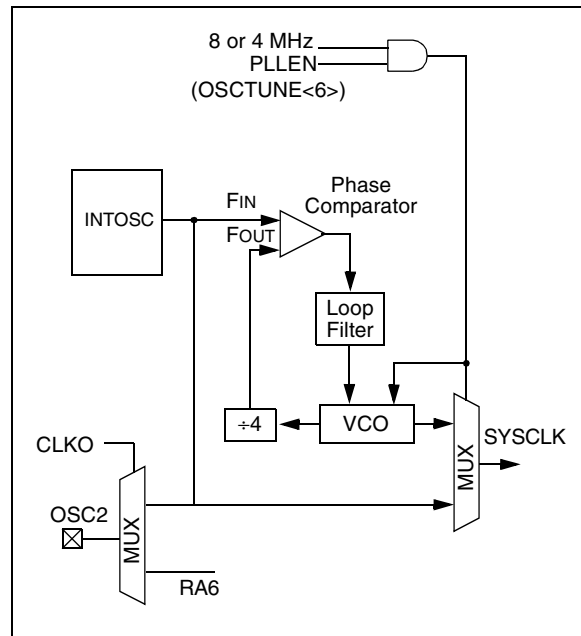 8 or 4 MHz
PLLEN
(OSCTUNE<6>)
INTOSC
FIN
FOUT
Phase
Comparator
Loop
Filter
÷4
VCO
MUX
SYSCLK
CLKO
OSC2
MUX
RA6